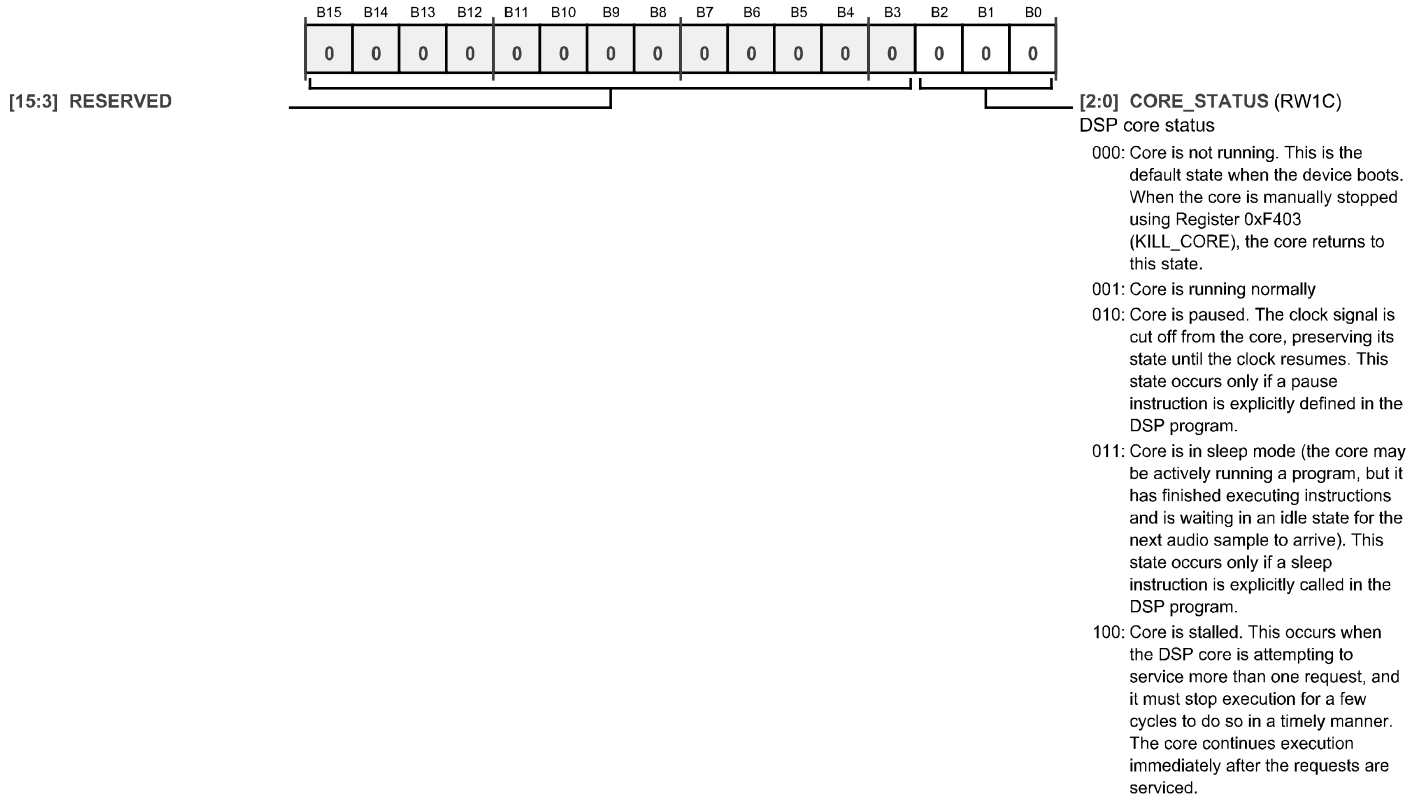 B15 B14 B13 B12 B11 B10 B9 B8 B7 B6 B5 B4 B3 B2 B1 B0
0 0 0 0 0 0 0 0 0 0 0 0 0 0 0 0
[15:3] RESERVED
[2:0] CORE_STATUS (RW1C)
DSP core status
000: Core is not running. This is the
default state when the device boots.
When the core is manually stopped
using Register 0xF403
(KILL_CORE), the core returns to
this state.
001: Core is running normally
010: Core is paused. The clock signal is
cut off from the core, preserving its
state until the clock resumes. This
state occurs only if a pause
instruction is explicitly defined in the
DSP program.
011: Core is in sleep mode (the core may
be actively running a program, but it
has finished executing instructions
and is waiting in an idle state for the
next audio sample to arrive). This
state occurs only if a sleep
instruction is explicitly called in the
DSP program.
100: Core is stalled. This occurs when
the DSP core is attempting to
service more than one request, and
it must stop execution for a few
cycles to do so in a timely manner.
The core continues execution
immediately after the requests are
serviced.